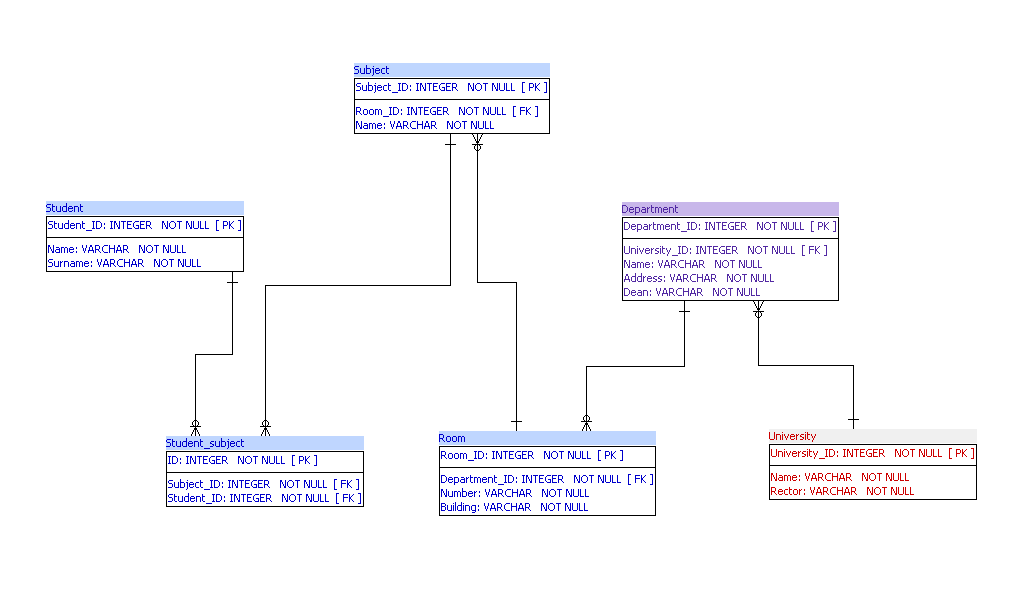 Subject
Subject_ID: INTEGER NOT NULL [ PK ]
Room_ID: INTEGER NOT NULL [ FK ]
Name: VARCHAR NOT NULL
Student
Student_ID: INTEGER NOT NULL [ PK ]
Name: VARCHAR NOT NULL
Surname: VARCHAR NOT NULL
Department
Department_ID: INTEGER NOT NULL [ PK ]
University_ID: INTEGER NOT NULL [ FK ]
Name: VARCHAR NOT NULL
Address: VARCHAR NOT NULL
Dean: VARCHAR NOT NULL
Student_subject
ID: INTEGER NOT NULL [ PK ]
Subject_ID: INTEGER NOT NULL [ FK ]
Student_ID: INTEGER NOT NULL [ FK ]
Room
Room_ID: INTEGER NOT NULL [ PK ]
Department_ID: INTEGER NOT NULL [ FK ]
Number: VARCHAR NOT NULL
Building: VARCHAR NOT NULL
University
University_ID: INTEGER NOT NULL [ PK ]
Name: VARCHAR NOT NULL
Rector: VARCHAR NOT NULL